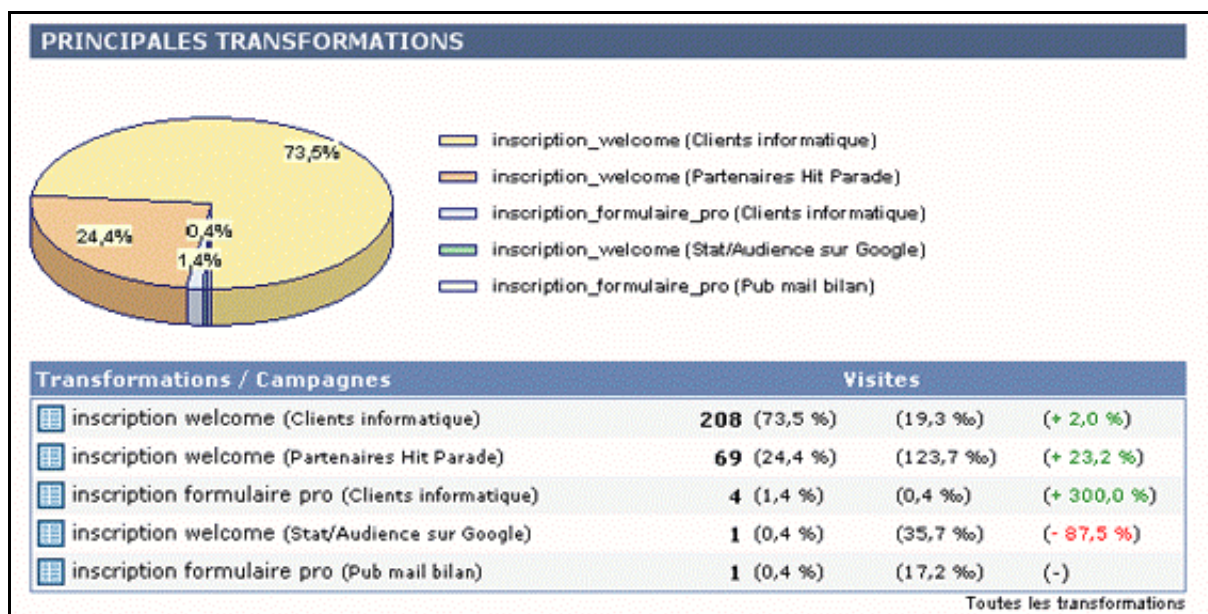 PRINCIPALES TRANSFORMATIONS
73,5%
24,4%
0,4%
1,4%
inscription_welcome (Clients informatique)
inscription_welcome (Partenaires Hit Parade)
inscription_formulaire_pro (Clients informatique)
inscription_welcome (Stat/Audience sur Google)
inscription_formulaire_pro (Pub mail bilan)
Transformations / Campagnes Visites
inscription welcome (Clients informatique) 208 (73,5 %) (19,3 ‰) (+ 2,0 %)
inscription welcome (Partenaires Hit Parade) 69 (24,4 %) (123,7 ‰) (+ 23,2 %)
inscription formulaire pro (Clients informatique) 4 (1,4 %) (0,4 ‰) (+ 300,0 %)
inscription welcome (Stat/Audience sur Google) 1 (0,4 %) (35,7 ‰) (- 87,5 %)
inscription formulaire pro (Pub mail bilan) 1 (0,4 %) (17,2 ‰) (-)
Toutes les transformations